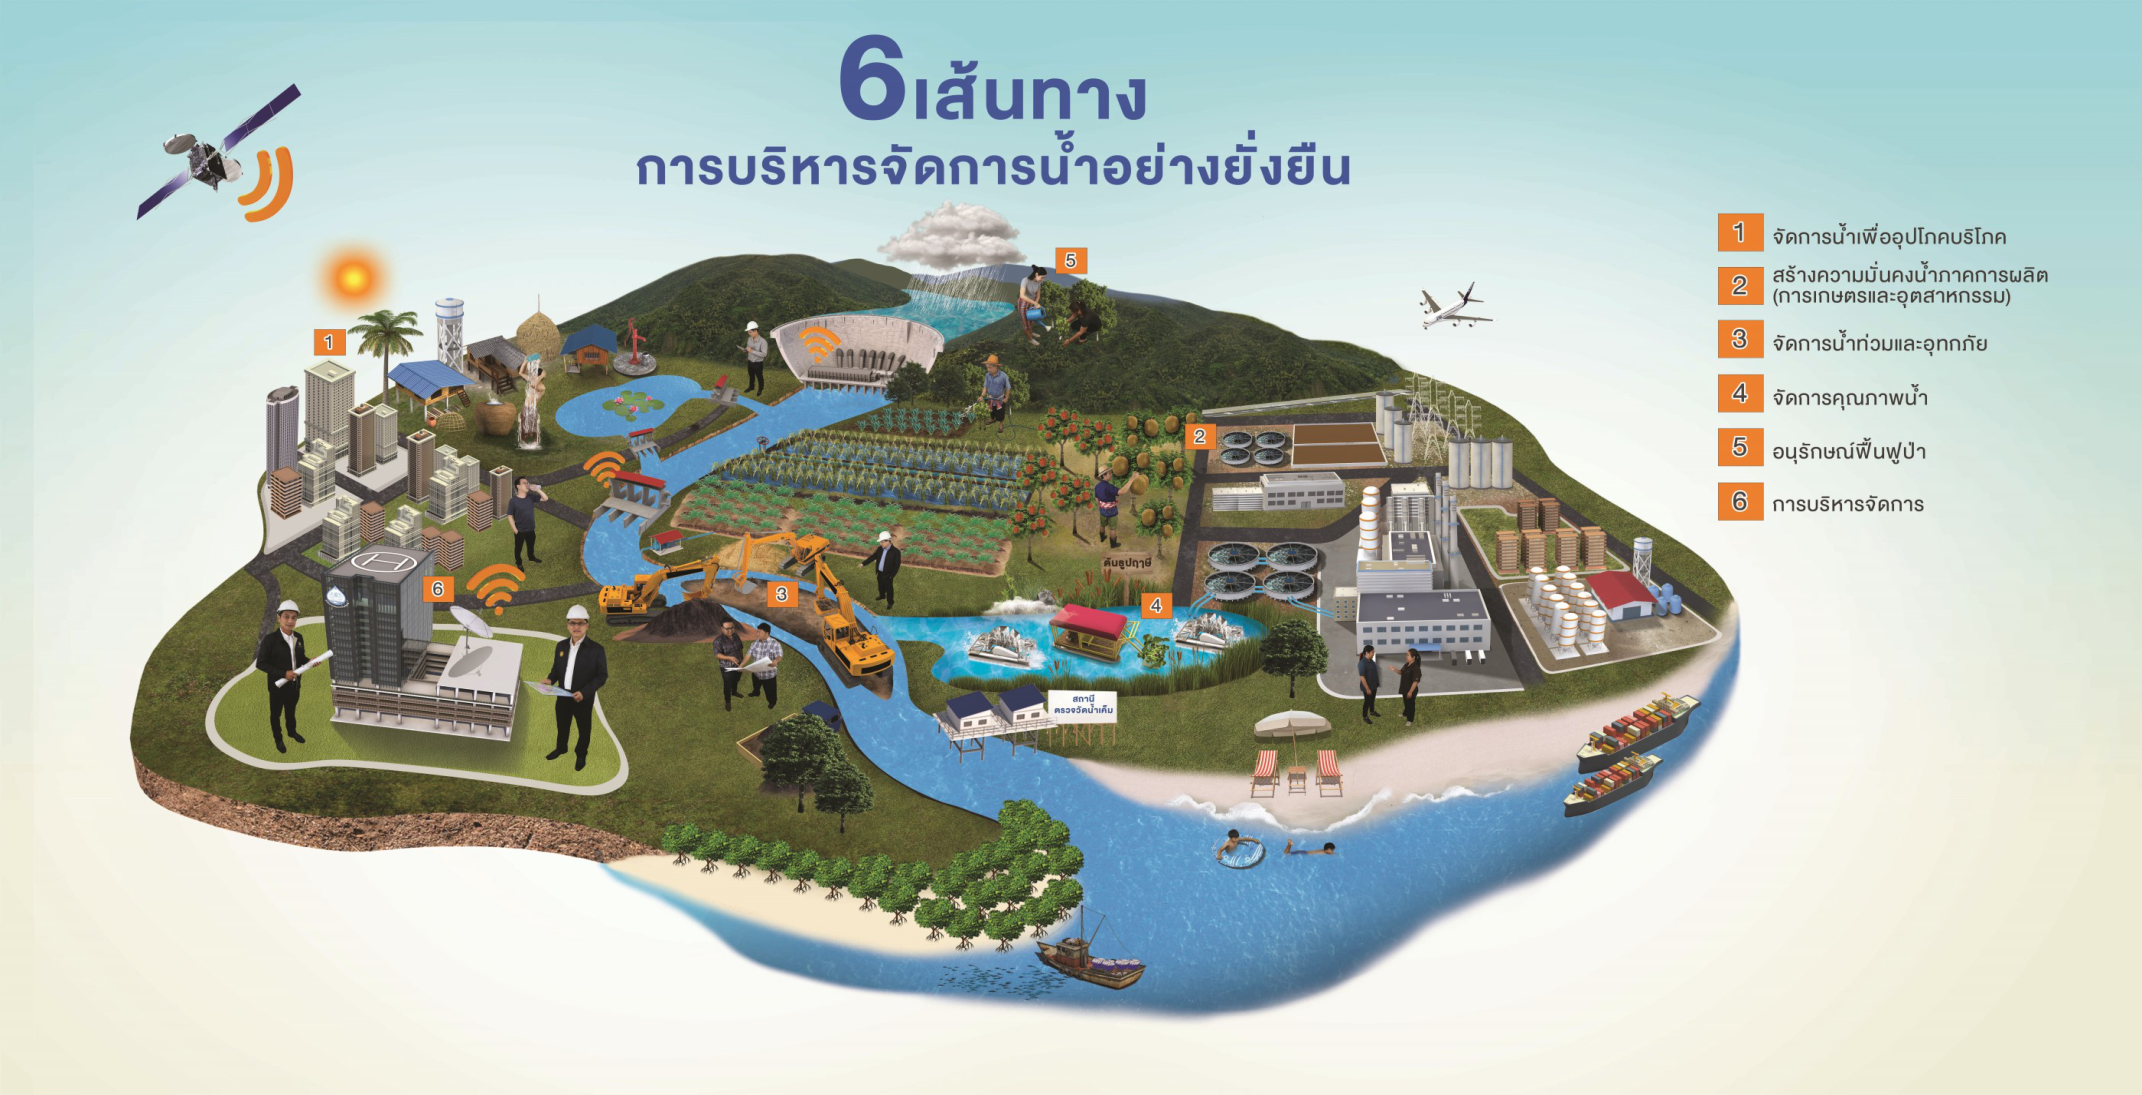 6เส้นทาง
การบริหารจัดการน้ำอย่างยั่งยืน
1 จัดการน้ำเพื่ออุปโภคบริโภค
2 สร้างความมั่นคงน้ำภาคการผลิต
(การเกษตรและอุตสาหกรรม)
3 จัดการน้ำท่วมและอุทกภัย
4 จัดการคุณภาพน้ำ
5 อนุรักษณ์ฟื้นฟูป่า
6 การบริหารจัดการ
5
1
2
คืนธูปฤาษี
6
3
4
สถานี
ตรวจวัดน้ำเค็ม